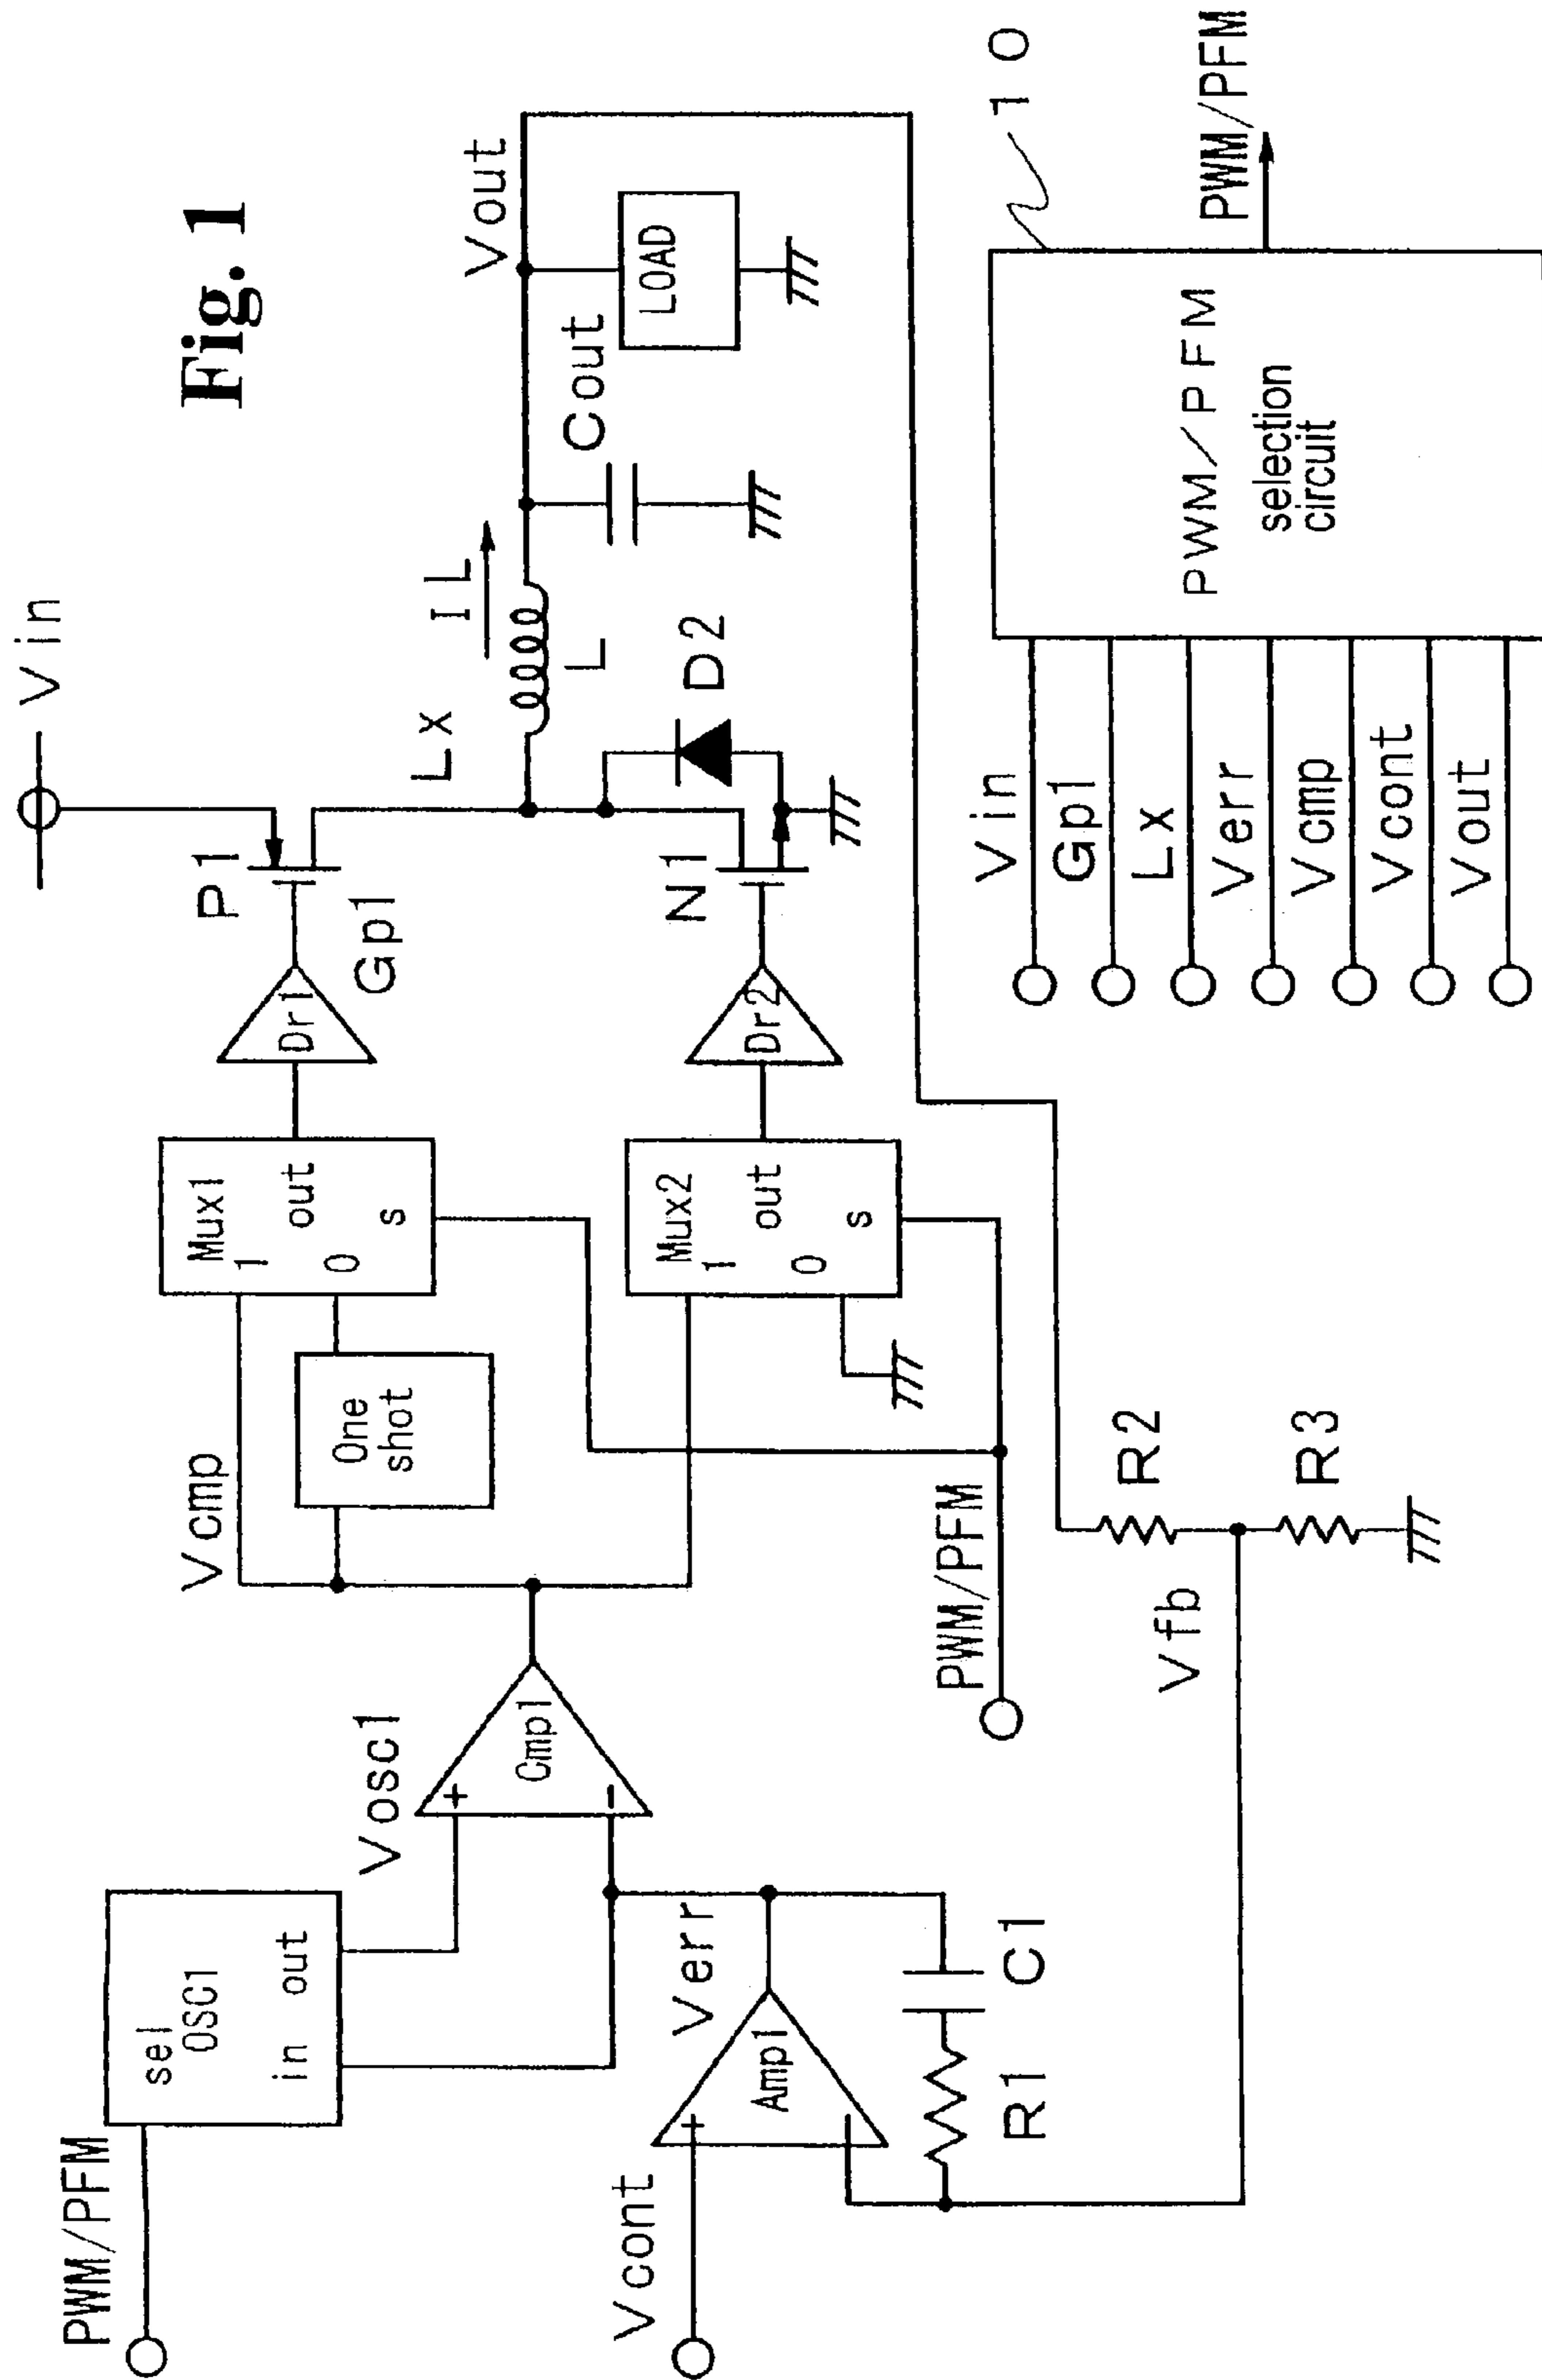 Fig. 1
PWM/PFM
sel
OSC1
in out
Vosc1
Vcont
Amp1
+
-
Verr
R1
C1
+
-
Cmp1
Vcmp
One
shot
Mux1
1
out
0
s
Mux2
1
out
0
s
PWM/PFM
Dr1
Gp1
P1
Vin
Dr2
N1
D2
Lx
L
IL
Cout
Vout
LOAD
Vfb
R2
R3
Vin
Gp1
Lx
Verr
Vcmp
Vcont
Vout
PWM/PFM
selection
circuit
PWM/PFM
10